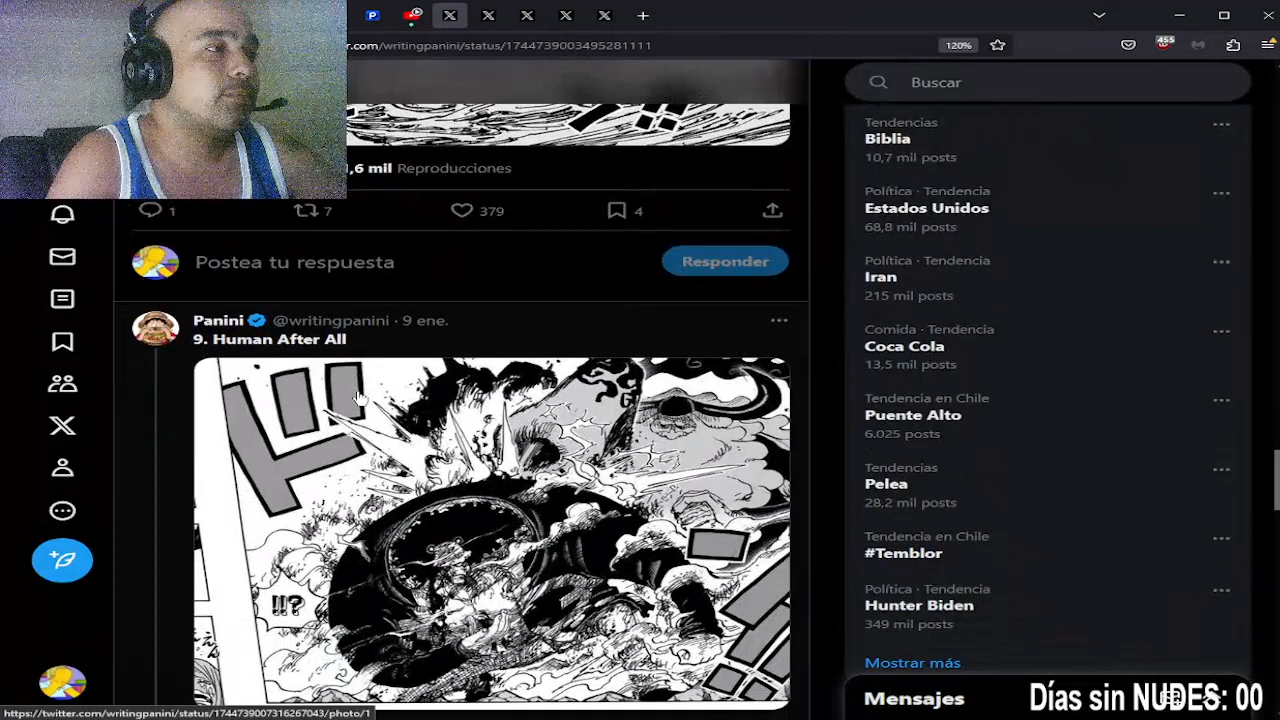 .com/writingpanini/status/1744739003495281111
120%
455
Buscar
1,6 mil Reproducciones
1
7
379
4
Postea tu respuesta
Responder
Panini @writingpanini · 9 ene.
9. Human After All
!!?
Tendencias
Biblia
10,7 mil posts
Política · Tendencia
Estados Unidos
68,8 mil posts
Política · Tendencia
Iran
215 mil posts
Comida · Tendencia
Coca Cola
13,5 mil posts
Tendencia en Chile
Puente Alto
6.025 posts
Tendencias
Pelea
28,2 mil posts
Tendencia en Chile
#Temblor
Política · Tendencia
Hunter Biden
349 mil posts
Mostrar más
Mensajes
Días sin NUDES: 00
https://twitter.com/writingpanini/status/1744739007316267043/photo/1